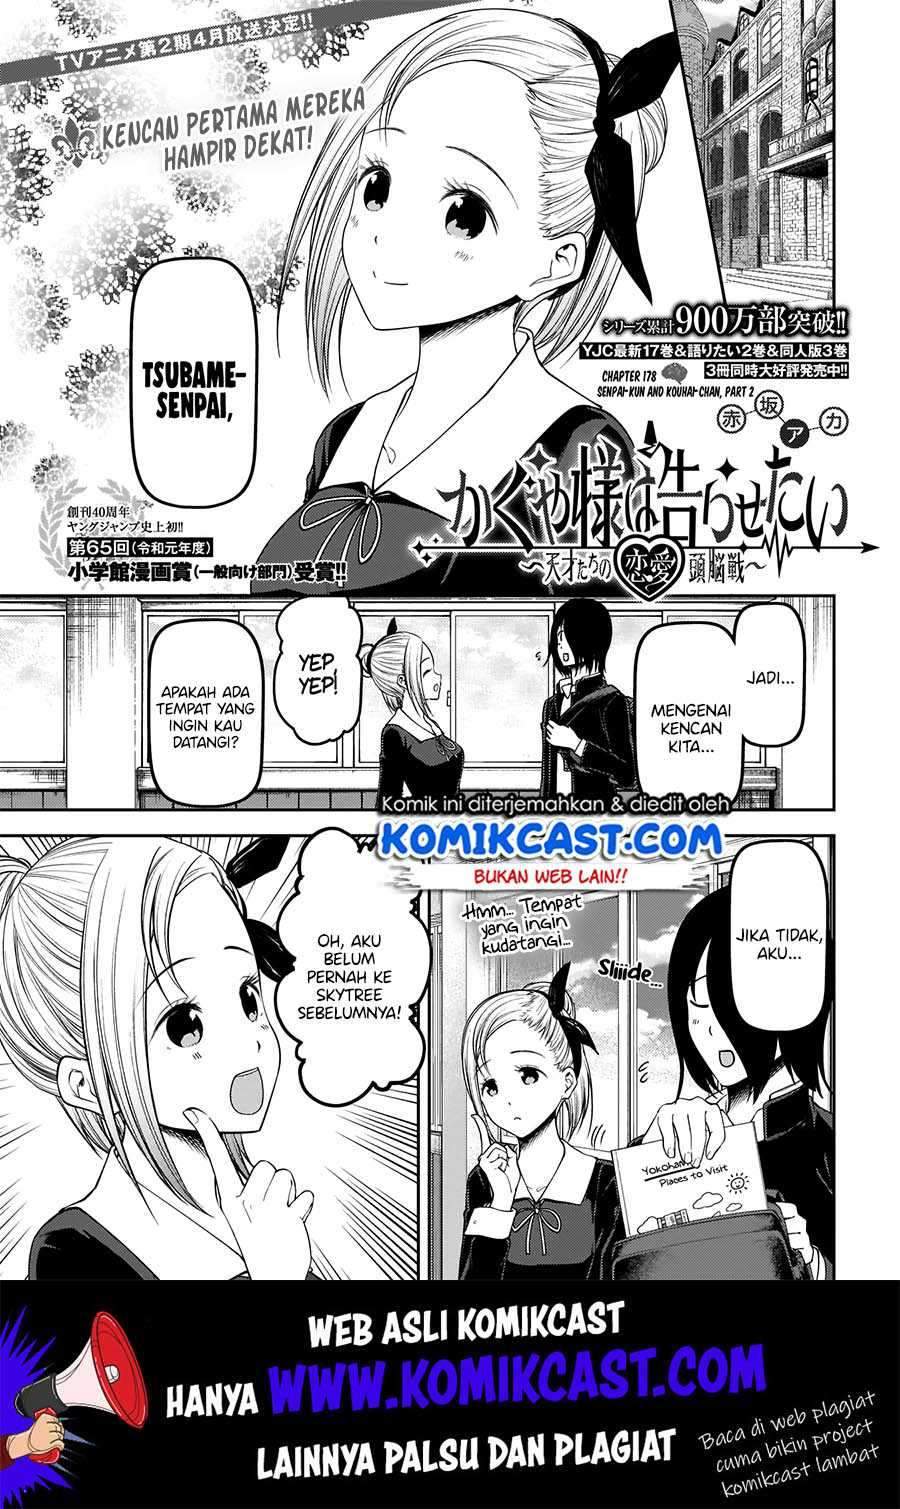 TVアニメ第2期4月放送決定!!
KENCAN PERTAMA MEREKA
HAMPIR DEKAT!
TSUBAME-
SENPAI,
シリーズ累計900万部突破!!
YJC最新17巻&語りたい2巻&同人版3巻
3冊同時大好評発売中!!
CHAPTER 178
SENPAI-KUN AND KOUHAI-CHAN, PART 2
赤坂アカ
かぐや様は告らせたい
～天才たちの恋愛頭脳戦～
創刊40周年
ヤングジャンプ史上初!!
第65回(令和元年度)
小学館漫画賞(一般向け部門)受賞!!
JADI...
MENGENAI
KENCAN
KITA...
YEP
YEP!
APAKAH ADA
TEMPAT YANG
INGIN KAU
DATANGI?
Komik ini diterjemahkan & diedit oleh
KOMIKCAST.COM
BUKAN WEB LAIN!!
JIKA TIDAK,
AKU...
Hmm... Tempat
yang ingin
kudatangi...
Sliiide...
Yokohama
Places to Visit
OH, AKU
BELUM
PERNAH KE
SKYTREE
SEBELUMNYA!
WEB ASLI KOMIKCAST
HANYA WWW.KOMIKCAST.COM
LAINNYA PALSU DAN PLAGIAT
Baca di web plagiat
cuma bikin project
komikcast lambat